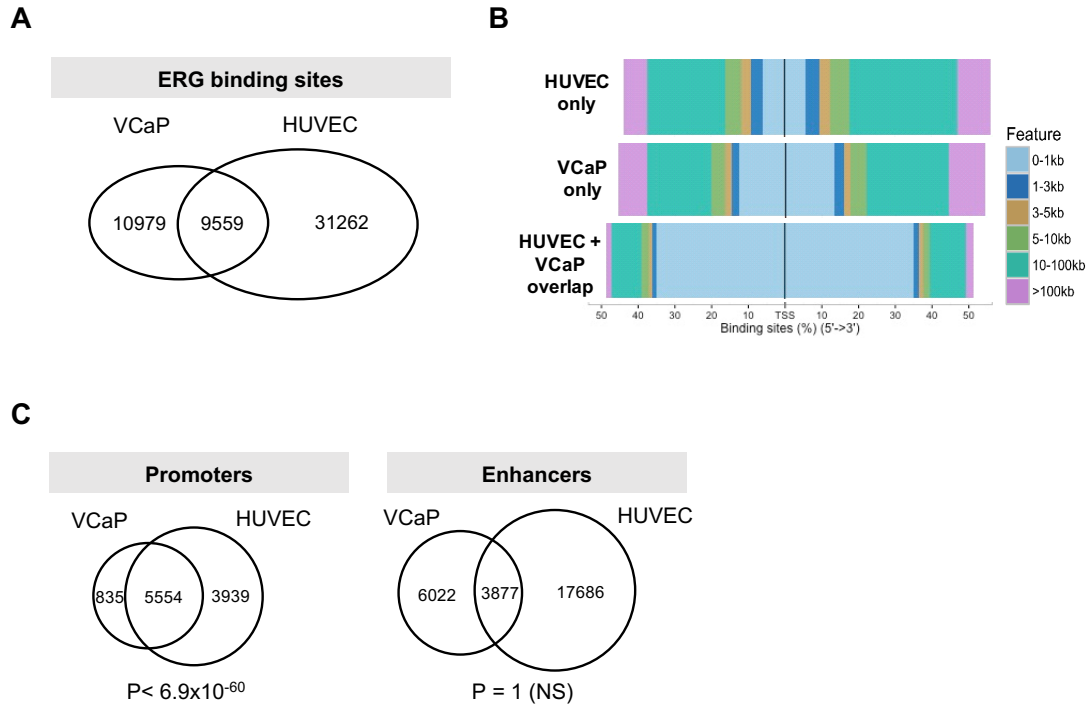 A
ERG binding sites
VCaP
HUVEC
10979
9559
31262
B
HUVEC
only
VCaP
only
HUVEC +
VCaP
overlap
50 40 30 20 10 TSS 10 20 30 40 50
Binding sites (%) (5'->3')
Feature
0-1kb
1-3kb
3-5kb
5-10kb
10-100kb
>100kb
C
Promoters
VCaP
HUVEC
835
5554
3939
P< 6.9x10⁻⁶⁰
Enhancers
VCaP
HUVEC
6022
3877
17686
P = 1 (NS)